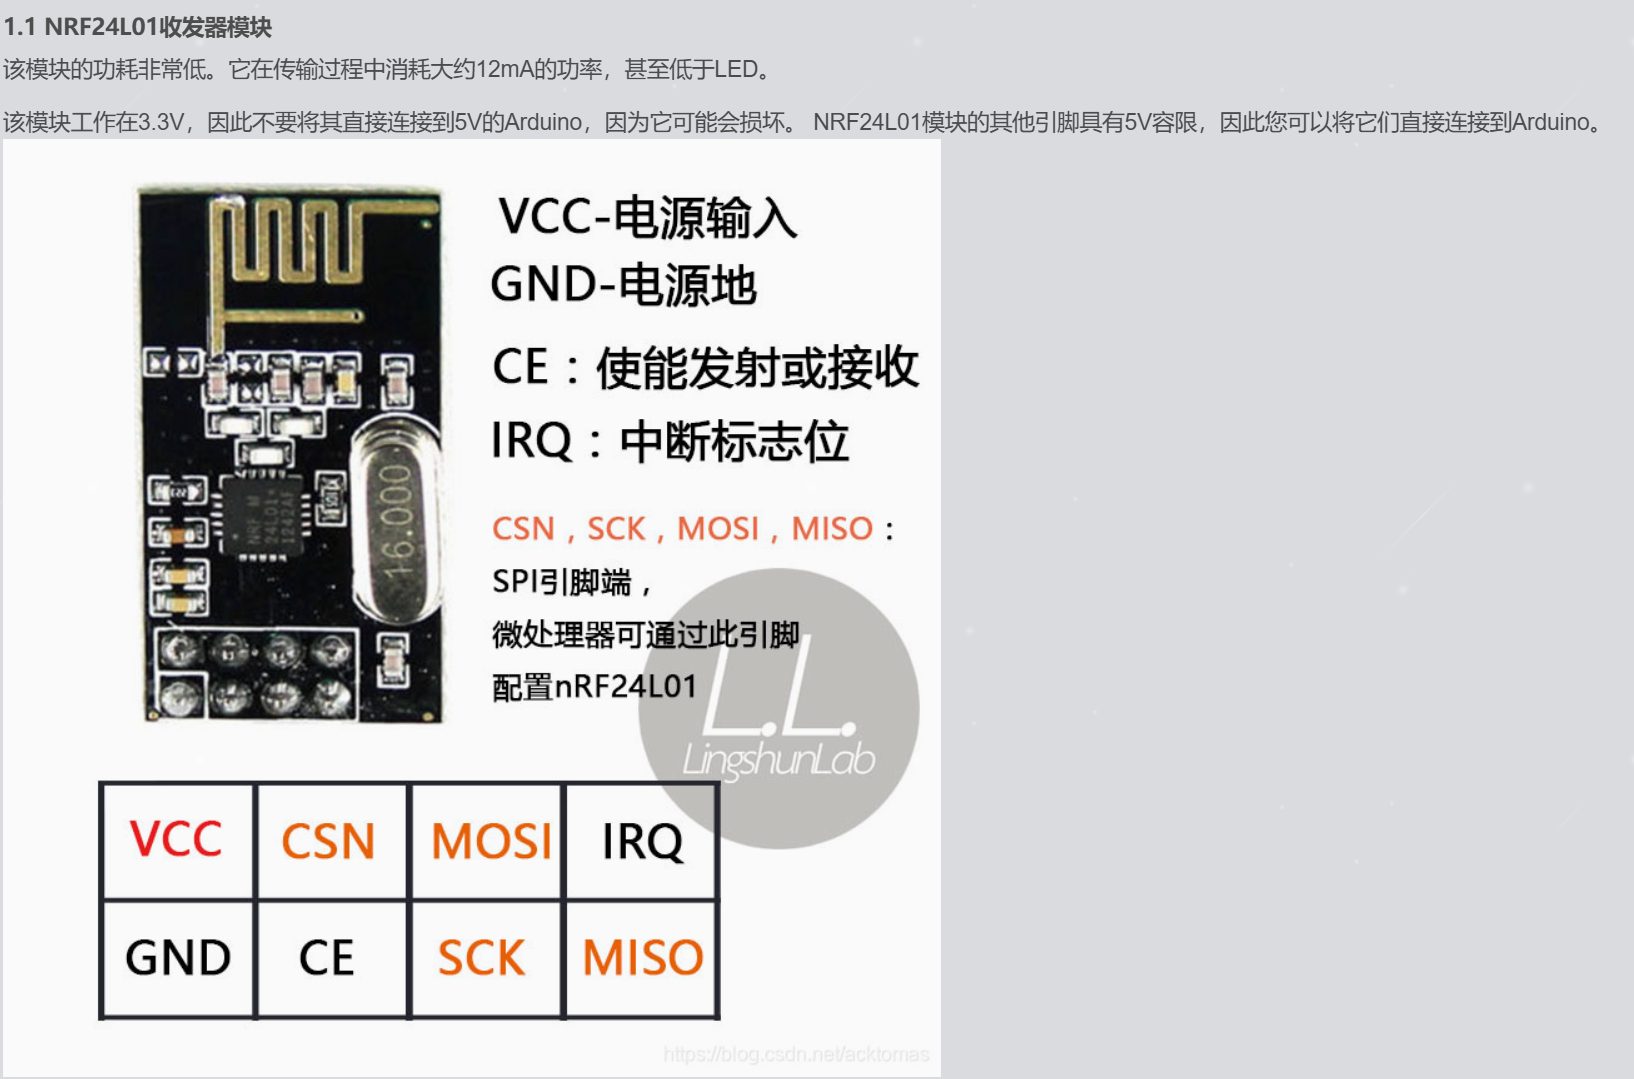 1.1 NRF24L01收发器模块
该模块的功耗非常低。它在传输过程中消耗大约12mA的功率，甚至低于LED。
该模块工作在3.3V，因此不要将其直接连接到5V的Arduino，因为它可能会损坏。 NRF24L01模块的其他引脚具有5V容限，因此您可以将它们直接连接到Arduino。
VCC-电源输入
GND-电源地
CE：使能发射或接收
IRQ：中断标志位
CSN，SCK，MOSI，MISO：
SPI引脚端，
微处理器可通过此引脚
配置nRF24L01
L.L.
LingshunLab
16.000
NRF M
24L01+
1242AF
VCC CSN MOSI IRQ
GND CE SCK MISO
https://blog.csdn.net/acktomas